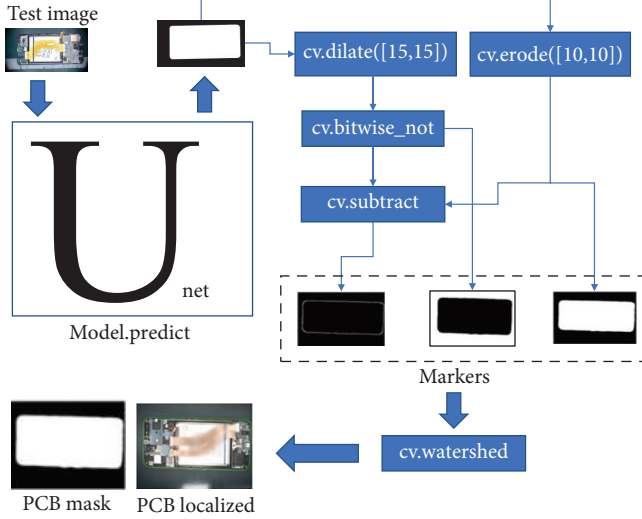 Test image
cv.dilate([15,15])
cv.erode([10,10])
cv.bitwise_not
cv.subtract
U
net
Model.predict
Markers
cv.watershed
PCB mask
PCB localized